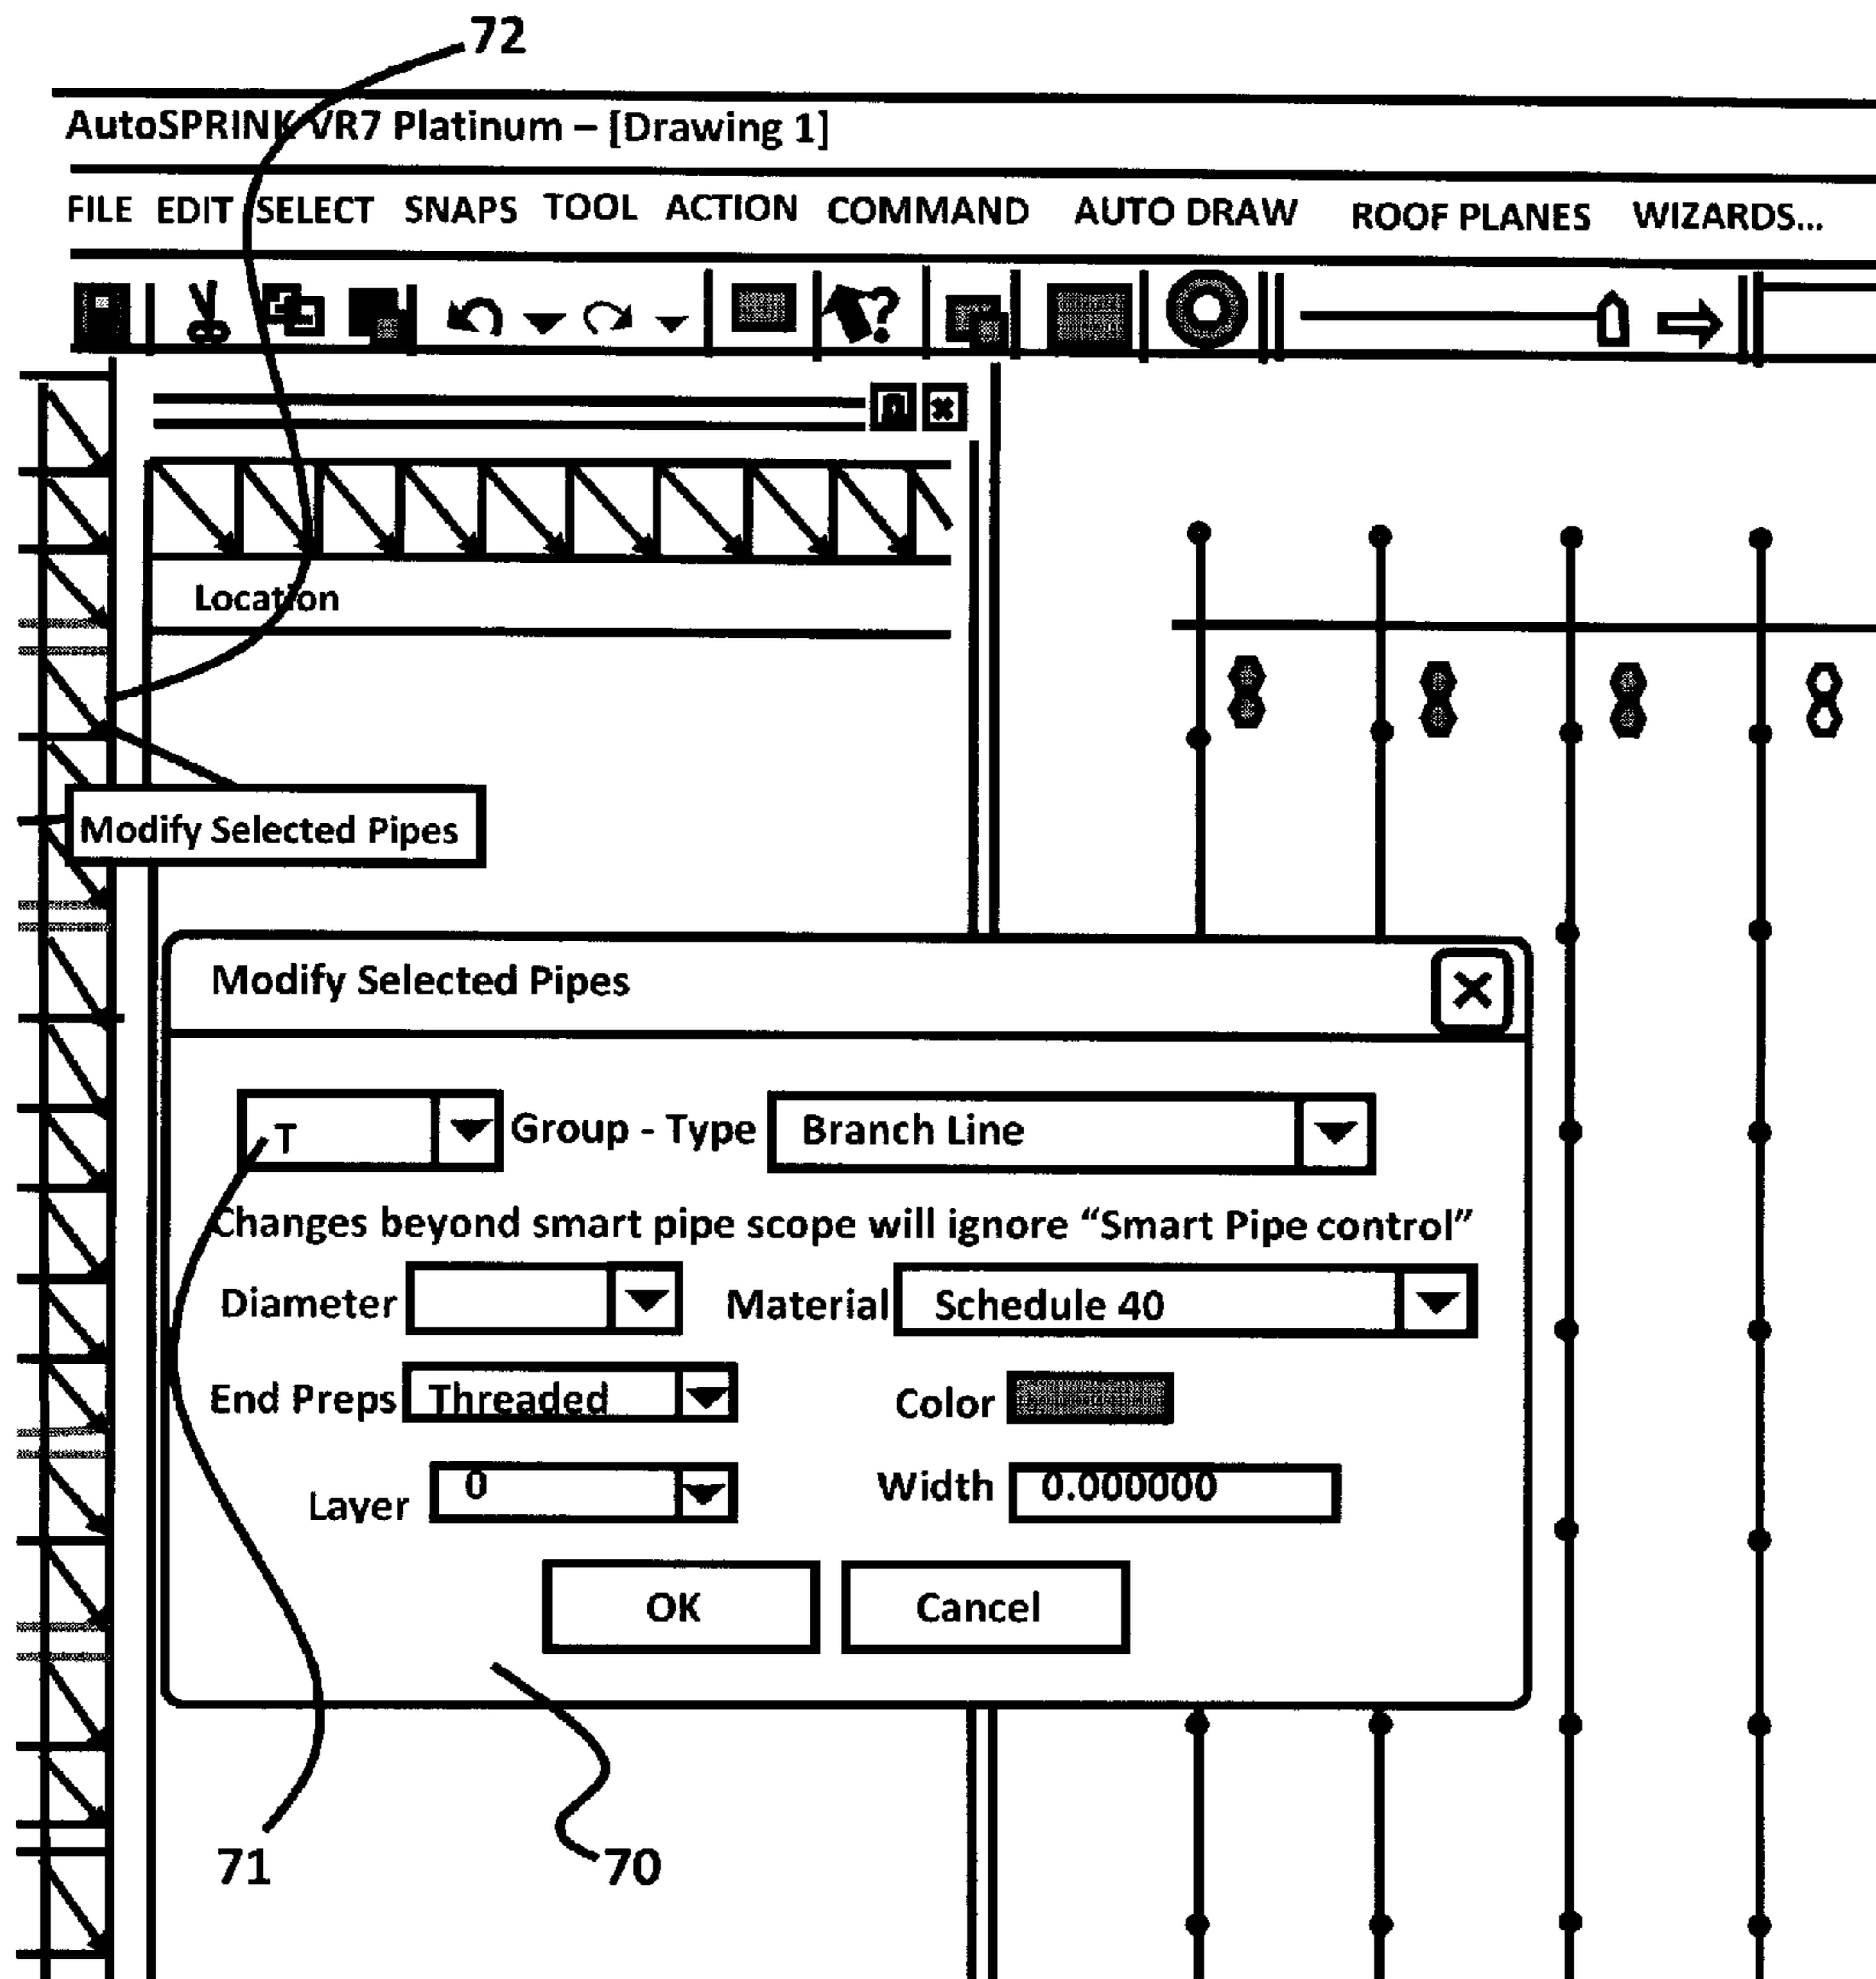 72
AutoSPRINK VR7 Platinum – [Drawing 1]
FILE EDIT SELECT SNAPS TOOL ACTION COMMAND AUTO DRAW ROOF PLANES WIZARDS...
?
Location
Modify Selected Pipes
Modify Selected Pipes
T Group - Type Branch Line
Changes beyond smart pipe scope will ignore “Smart Pipe control”
Diameter Material Schedule 40
End Preps Threaded Color
Layer 0 Width 0.000000
OK Cancel
71 70